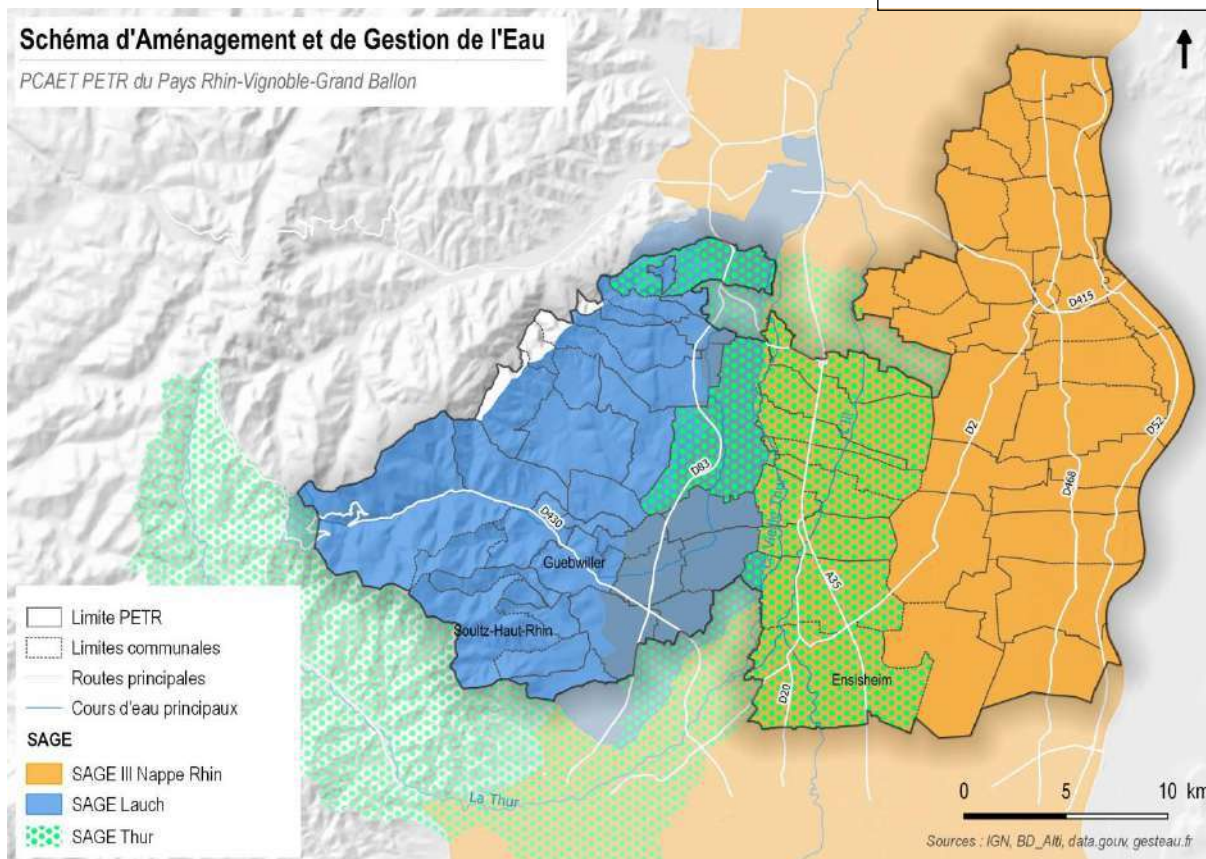 Schéma d'Aménagement et de Gestion de l'Eau
PCAET PETR du Pays Rhin-Vignoble-Grand Ballon
D415
D2
D52
D468
D83
L'Ill
D430
Guebwiller
A35
Soultz-Haut-Rhin
Ensisheim
D20
La Thur
Limite PETR
Limites communales
Routes principales
Cours d'eau principaux
SAGE
SAGE III Nappe Rhin
SAGE Lauch
SAGE Thur
0 5 10 km
Sources : IGN, BD_Alti, data.gouv, gesteau.fr